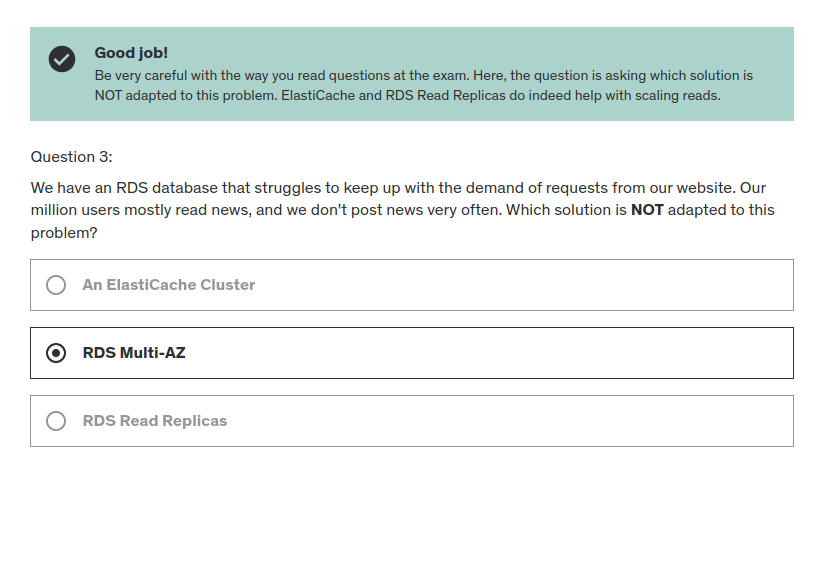 Good job!
Be very careful with the way you read questions at the exam. Here, the question is asking which solution is
NOT adapted to this problem. ElastiCache and RDS Read Replicas do indeed help with scaling reads.
Question 3:
We have an RDS database that struggles to keep up with the demand of requests from our website. Our
million users mostly read news, and we don't post news very often. Which solution is NOT adapted to this
problem?
An ElastiCache Cluster
RDS Multi-AZ
RDS Read Replicas